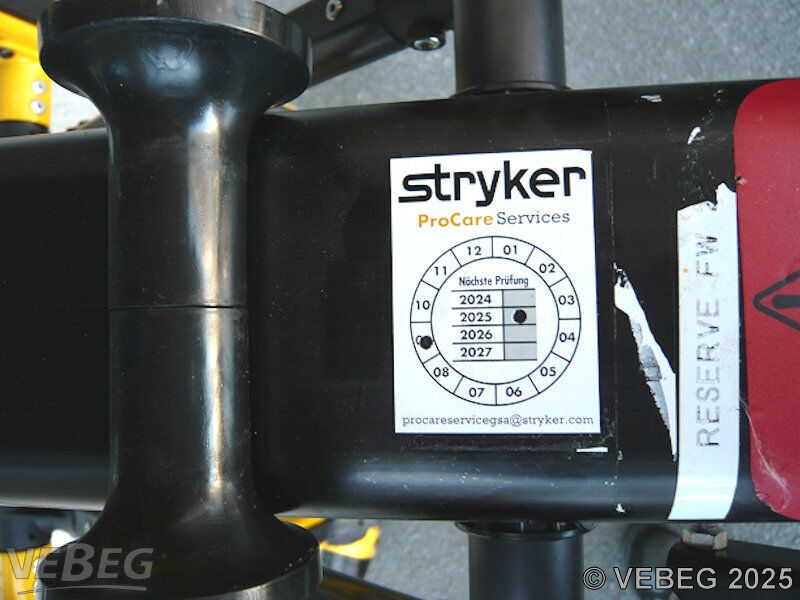 stryker
ProCare Services
12 01
11 02
10 03
04
08 05
07 06
Nächste Prüfung
2024
2025
2026
2027
procareservicegsa@stryker.com
RESERVE FW
VEBEG
© VEBEG 2025